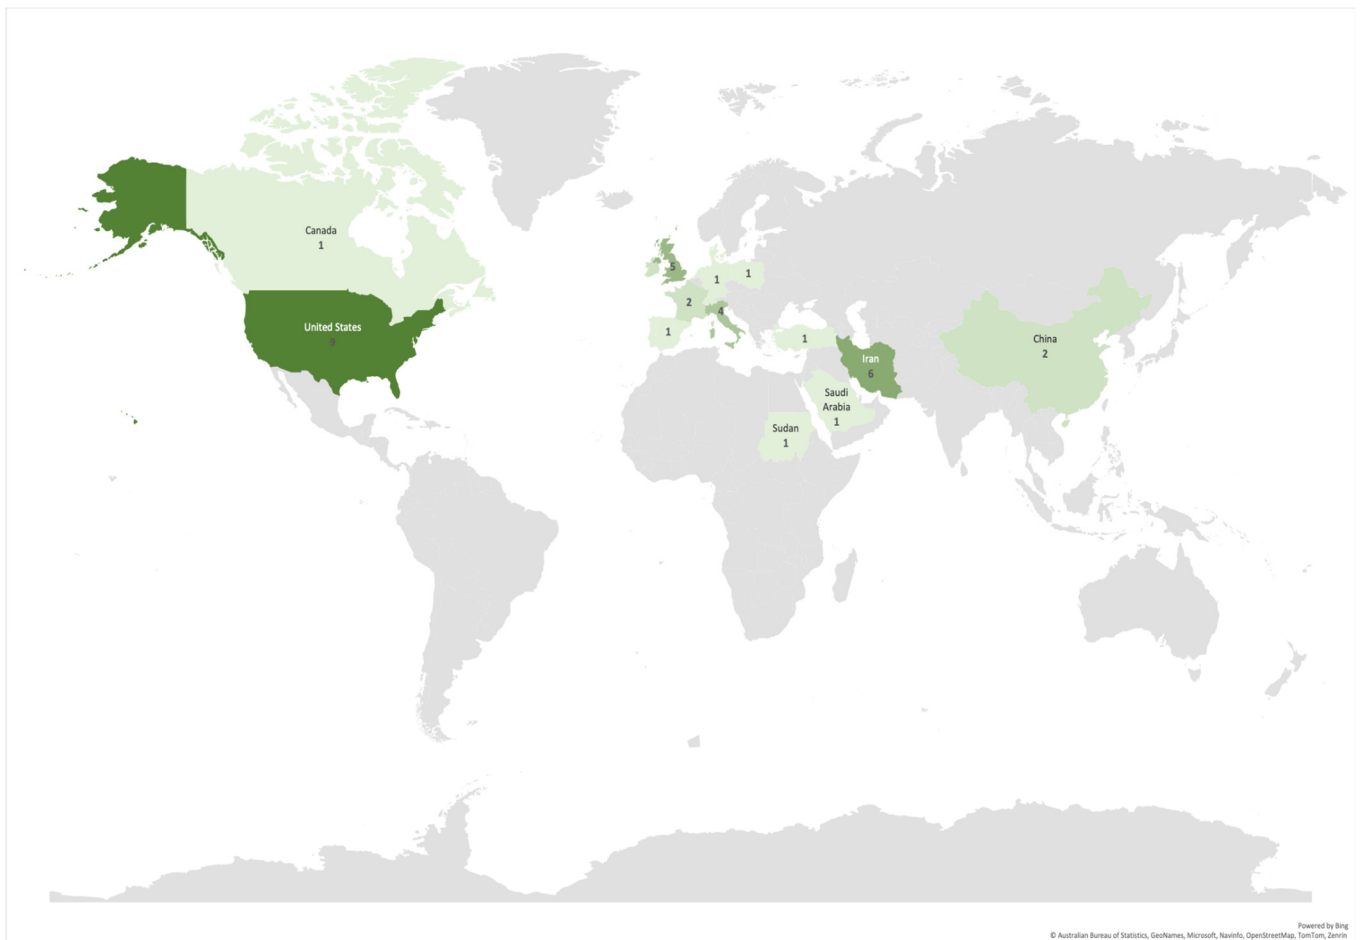 Canada
1
United States
9
5
1
1
2
4
1
1
Iran
6
China
2
Saudi
Arabia
1
Sudan
1
Powered by Bing
© Australian Bureau of Statistics, GeoNames, Microsoft, Navinfo, OpenStreetMap, TomTom, Zenrin